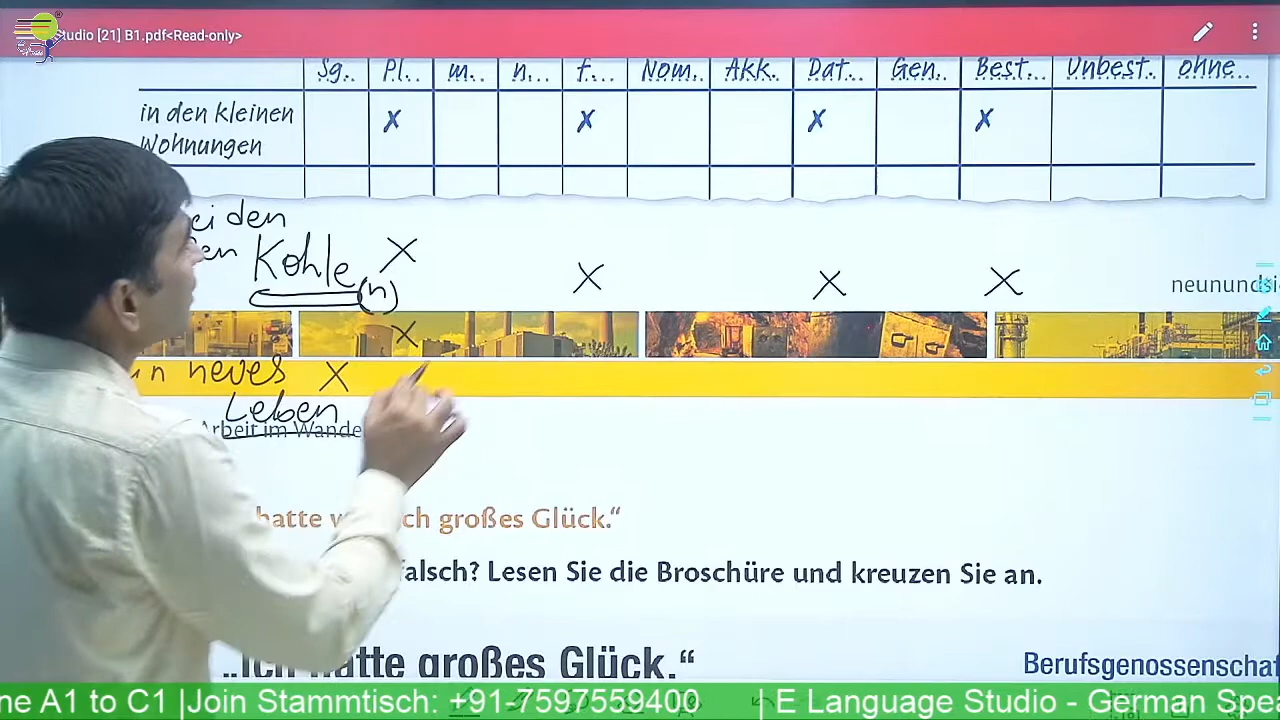 Studio [21] B1.pdf<Read-only>
Sg.. Pl... m... n... f... Nom.. Akk.. Dat... Gen.. Best... Unbest.. ohne...
in den kleinen X X X X
Wohnungen
den
Kohle X
(n) X X X
neunundsi
X
neues X
Leben
Arbeit im Wande
hatte ch großes Glück.“
falsch? Lesen Sie die Broschüre und kreuzen Sie an.
„Ich hatte großes Glück.“
Berufsgenossenschaf
ne A1 to C1 |Join Stammtisch: +91-7597559400 | E Language Studio - German Spea